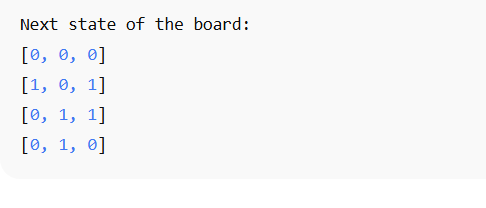 Next state of the board:
[0, 0, 0]
[1, 0, 1]
[0, 1, 1]
[0, 1, 0]